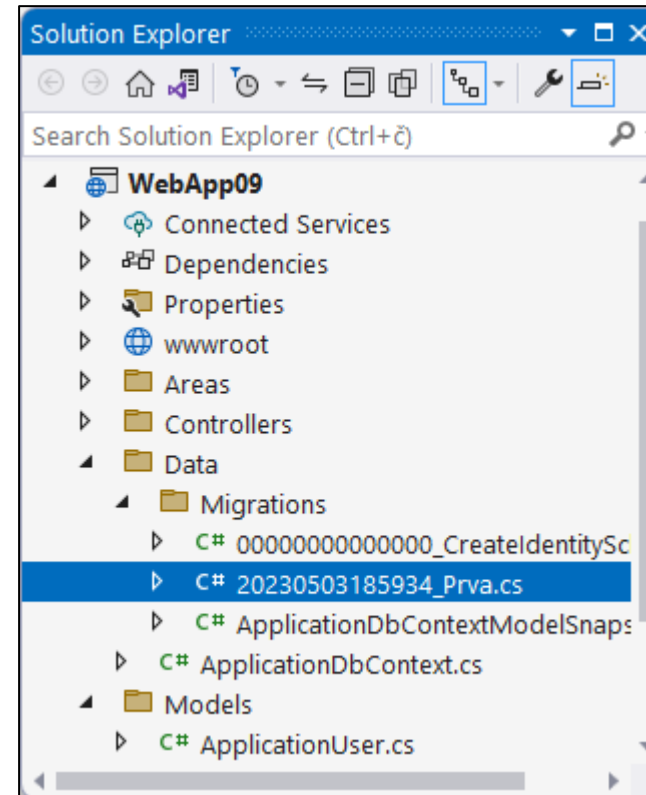 Solution Explorer
Search Solution Explorer (Ctrl+č)
WebApp09
Connected Services
Dependencies
Properties
wwwroot
Areas
Controllers
Data
Migrations
C# 00000000000000_CreateIdentitySc
C# 20230503185934_Prva.cs
C# ApplicationDbContextModelSnaps
C# ApplicationDbContext.cs
Models
C# ApplicationUser.cs